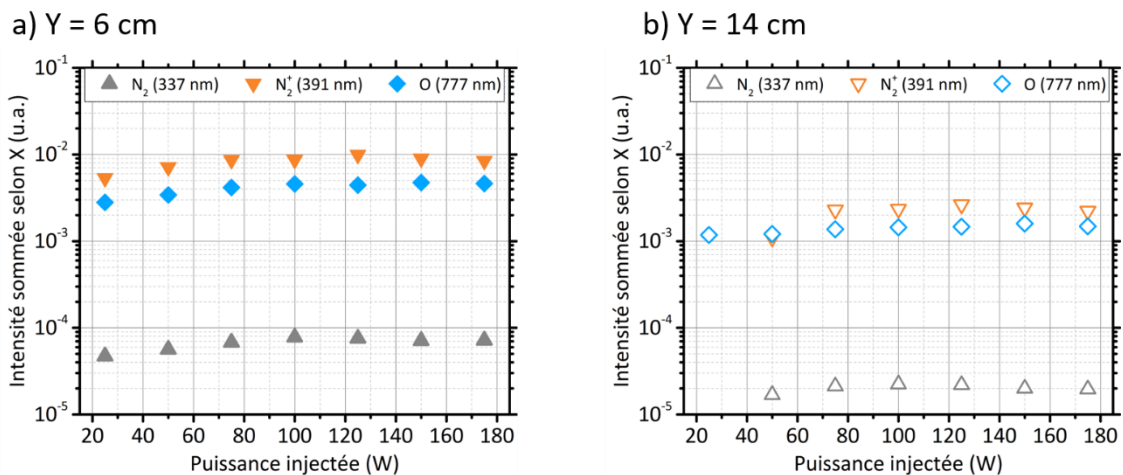 a) Y = 6 cm
b) Y = 14 cm
Intensité sommée selon X (u.a.)
10⁻¹
10⁻²
10⁻³
10⁻⁴
10⁻⁵
N₂ (337 nm) N₂⁺ (391 nm) O (777 nm)
20 40 60 80 100 120 140 160 180
Puissance injectée (W)
Intensité sommée selon X (u.a.)
10⁻¹
10⁻²
10⁻³
10⁻⁴
10⁻⁵
N₂ (337 nm) N₂⁺ (391 nm) O (777 nm)
20 40 60 80 100 120 140 160 180
Puissance injectée (W)